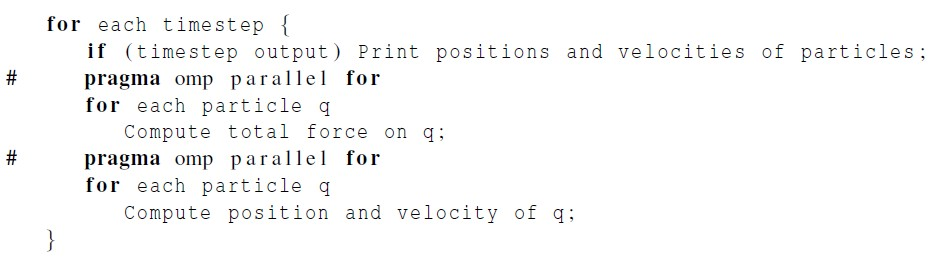 for each timestep {
if (timestep output) Print positions and velocities of particles;
# pragma omp parallel for
for each particle q
Compute total force on q;
# pragma omp parallel for
for each particle q
Compute position and velocity of q;
}